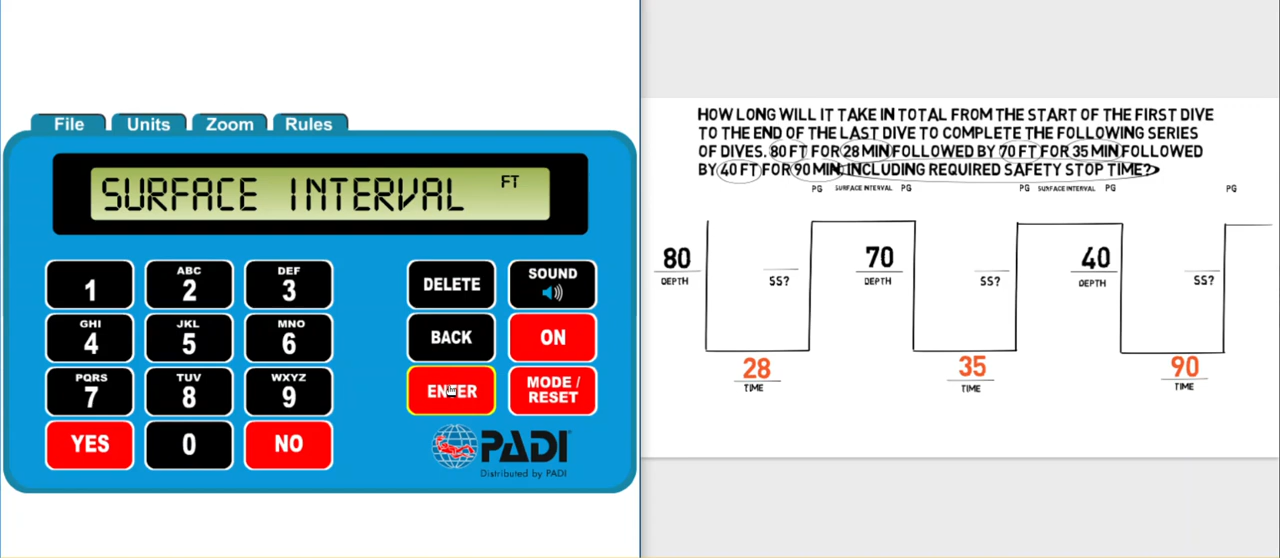 File Units Zoom Rules
SURFACE INTERVAL FT
1 ABC 2 DEF 3 DELETE SOUND
GHI 4 JKL 5 MNO 6 BACK ON
PQRS 7 TUV 8 WXYZ 9 ENTER MODE / RESET
YES 0 NO
PADI
Distributed by PADI
HOW LONG WILL IT TAKE IN TOTAL FROM THE START OF THE FIRST DIVE
TO THE END OF THE LAST DIVE TO COMPLETE THE FOLLOWING SERIES
OF DIVES. 80 FT FOR 28 MIN FOLLOWED BY 70 FT FOR 35 MIN FOLLOWED
BY 40 FT FOR 90 MIN, INCLUDING REQUIRED SAFETY STOP TIME?
PG SURFACE INTERVAL PG PG SURFACE INTERVAL PG PG
80 70 40
DEPTH SS? DEPTH SS? DEPTH SS?
28 35 90
TIME TIME TIME